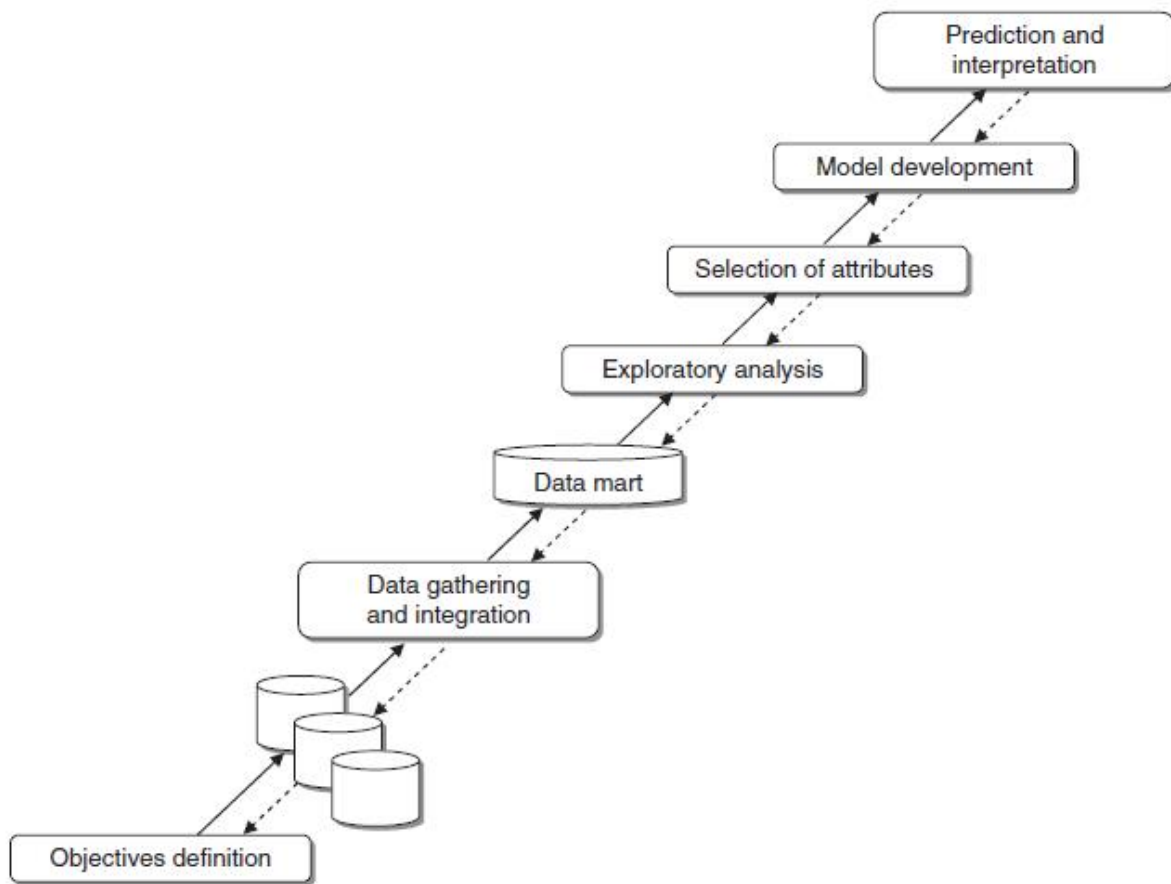 Prediction and
interpretation
Model development
Selection of attributes
Exploratory analysis
Data mart
Data gathering
and integration
Objectives definition